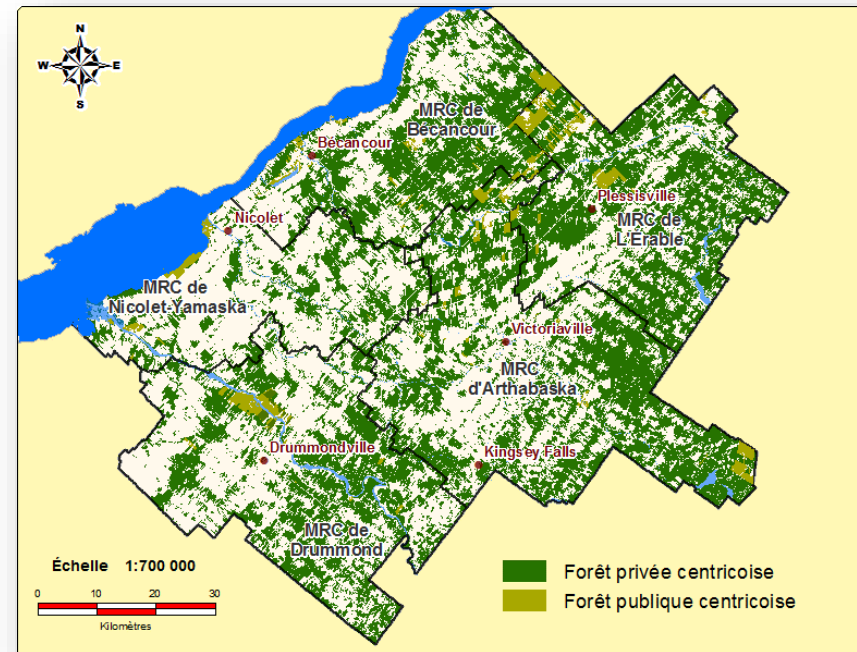 N
W E
S
MRC de
Bécancour
Bécancour
Plessisville
MRC de
L'Érable
Nicolet
MRC de
Nicolet-Yamaska
Victoriaville
MRC
d'Arthabaska
Drummondville
Kingsey Falls
MRC de
Drummond
Échelle 1:700 000
0 10 20 30
Kilomètres
Forêt privée centricoise
Forêt publique centricoise